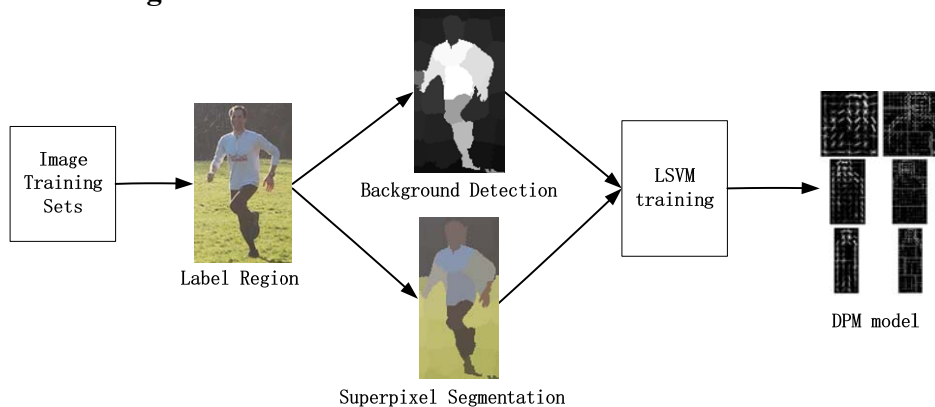 Image
Training
Sets
Label Region
Background Detection
Superpixel Segmentation
LSVM
training
DPM model